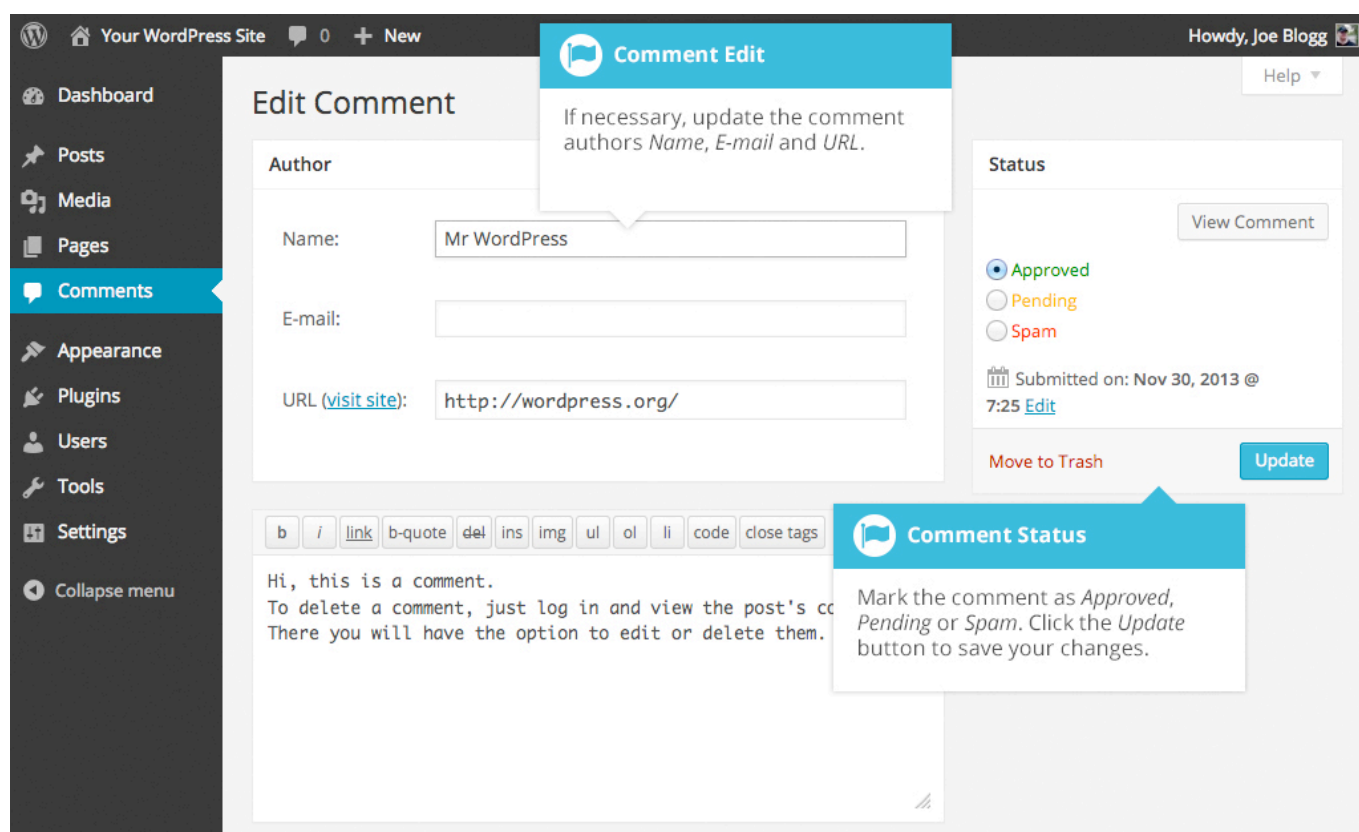 Your WordPress Site 0 + New
Howdy, Joe Blogg
Help
Dashboard
Posts
Media
Pages
Comments
Appearance
Plugins
Users
Tools
Settings
Collapse menu
Edit Comment
Comment Edit
If necessary, update the comment
authors Name, E-mail and URL.
Author
Name: Mr WordPress
E-mail:
URL (visit site): http://wordpress.org/
Status
View Comment
Approved
Pending
Spam
Submitted on: Nov 30, 2013 @
7:25 Edit
Move to Trash Update
b i link b-quote del ins img ul ol li code close tags
Hi, this is a comment.
To delete a comment, just log in and view the post's
There you will have the option to edit or delete them.
Comment Status
Mark the comment as Approved,
Pending or Spam. Click the Update
button to save your changes.